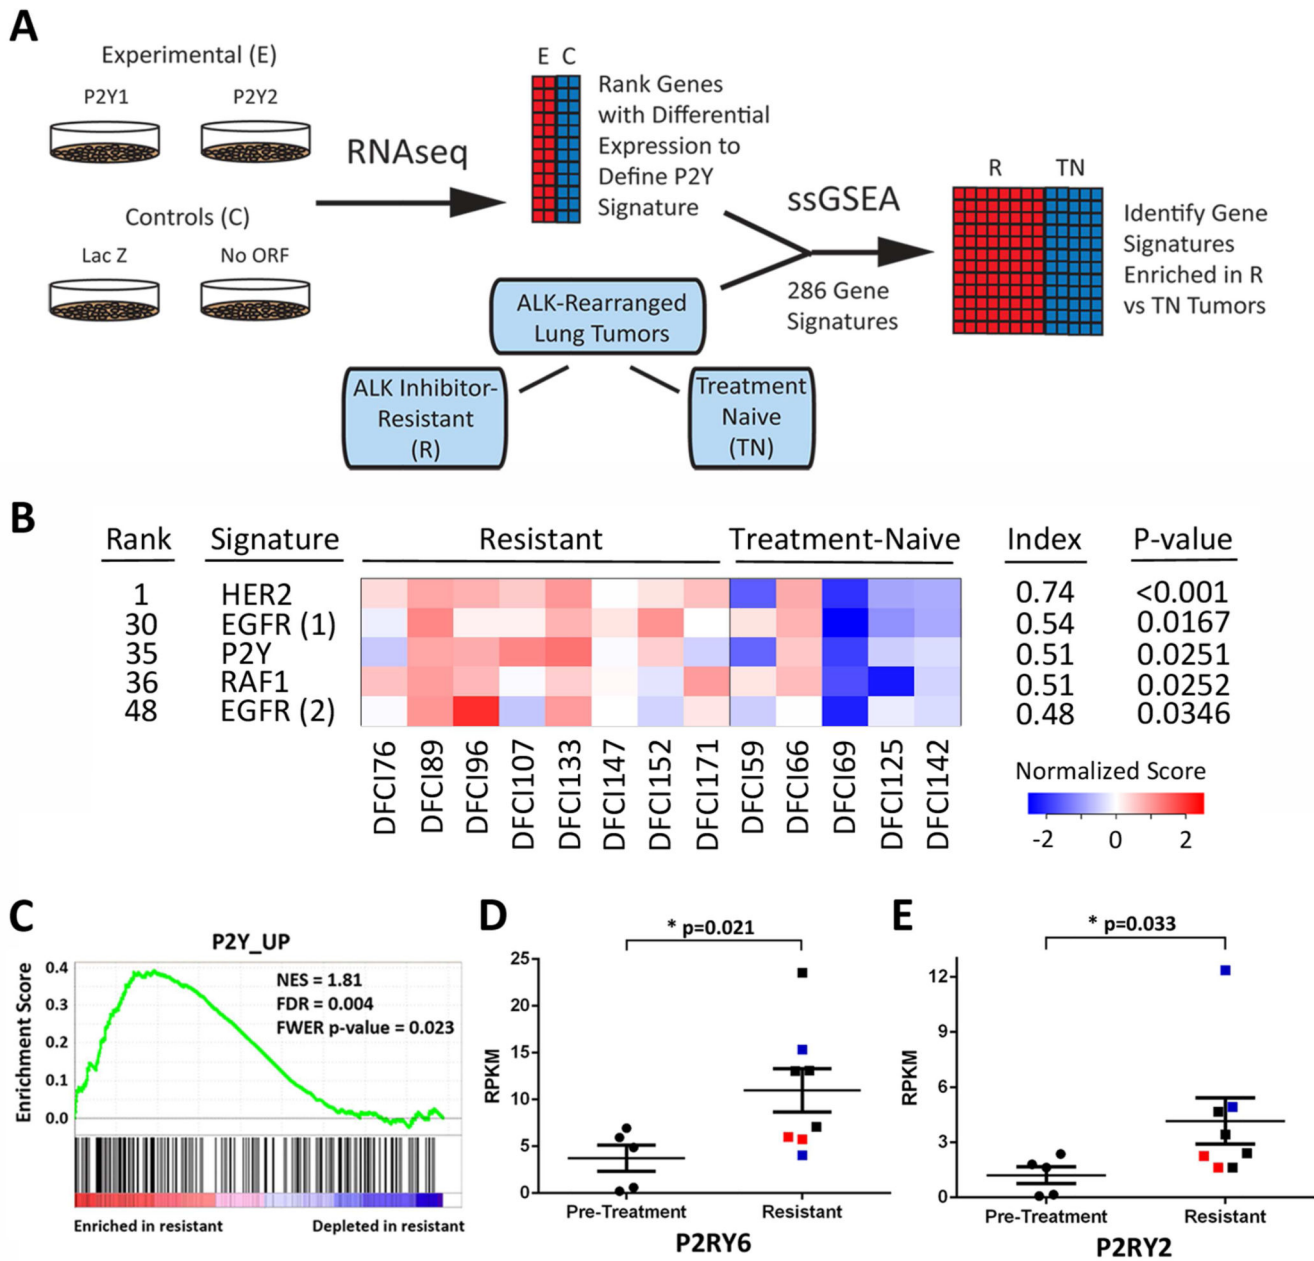 A
Experimental (E)
P2Y1 P2Y2
Controls (C)
Lac Z No ORF
RNAseq
E C
Rank Genes
with Differential
Expression to
Define P2Y
Signature
ssGSEA
286 Gene
Signatures
R TN
Identify Gene
Signatures
Enriched in R
vs TN Tumors
ALK-Rearranged
Lung Tumors
ALK Inhibitor-
Resistant
(R)
Treatment
Naive
(TN)
B
Rank Signature Resistant Treatment-Naive Index P-value
1 HER2 0.74 <0.001
30 EGFR (1) 0.54 0.0167
35 P2Y 0.51 0.0251
36 RAF1 0.51 0.0252
48 EGFR (2) 0.48 0.0346
DFCI76 DFCI89 DFCI96 DFCI107 DFCI133 DFCI147 DFCI152 DFCI171 DFCI59 DFCI66 DFCI69 DFCI125 DFCI142
Normalized Score
-2 0 2
C
P2Y_UP
Enrichment Score
0.4
0.3
0.2
0.1
0.0
NES = 1.81
FDR = 0.004
FWER p-value = 0.023
Enriched in resistant Depleted in resistant
D
* p=0.021
RPKM
25
20
15
10
5
0
Pre-Treatment Resistant
P2RY6
E
* p=0.033
RPKM
12
9
6
3
0
Pre-Treatment Resistant
P2RY2